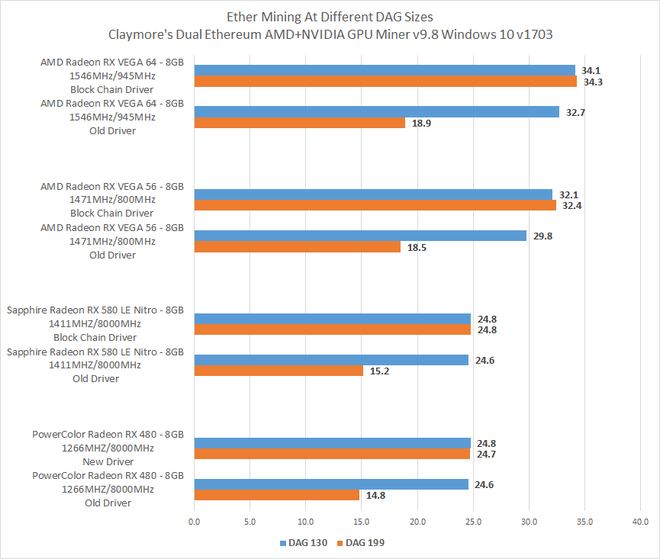 Ether Mining At Different DAG Sizes
Claymore's Dual Ethereum AMD+NVIDIA GPU Miner v9.8 Windows 10 v1703
AMD Radeon RX VEGA 64 - 8GB
1546MHz/945MHz
Block Chain Driver
34.1
34.3
AMD Radeon RX VEGA 64 - 8GB
1546MHz/945MHz
Old Driver
32.7
18.9
AMD Radeon RX VEGA 56 - 8GB
1471MHz/800MHz
Block Chain Driver
32.1
32.4
AMD Radeon RX VEGA 56 - 8GB
1471MHz/800MHz
Old Driver
29.8
18.5
Sapphire Radeon RX 580 LE Nitro - 8GB
1411MHZ/8000MHz
Block Chain Driver
24.8
24.8
Sapphire Radeon RX 580 LE Nitro - 8GB
1411MHZ/8000MHz
Old Driver
24.6
15.2
PowerColor Radeon RX 480 - 8GB
1266MHZ/8000MHz
New Driver
24.8
24.7
PowerColor Radeon RX 480 - 8GB
1266MHZ/8000MHz
Old Driver
24.6
14.8
0.0 5.0 10.0 15.0 20.0 25.0 30.0 35.0 40.0
DAG 130 DAG 199